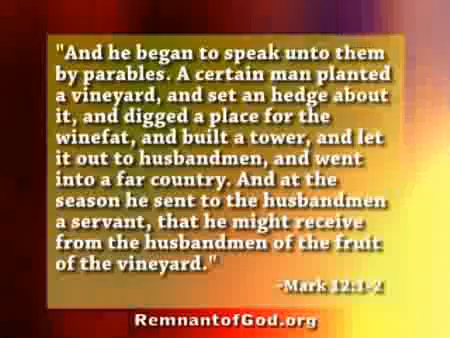 "And he began to speak unto them
by parables. A certain man planted
a vineyard, and set an hedge about
it, and digged a place for the
winefat, and built a tower, and let
it out to husbandmen, and went
into a far country. And at the
season he sent to the husbandmen
a servant, that he might receive
from the husbandmen of the fruit
of the vineyard."
-Mark 12:1-2
RemnantofGod.org